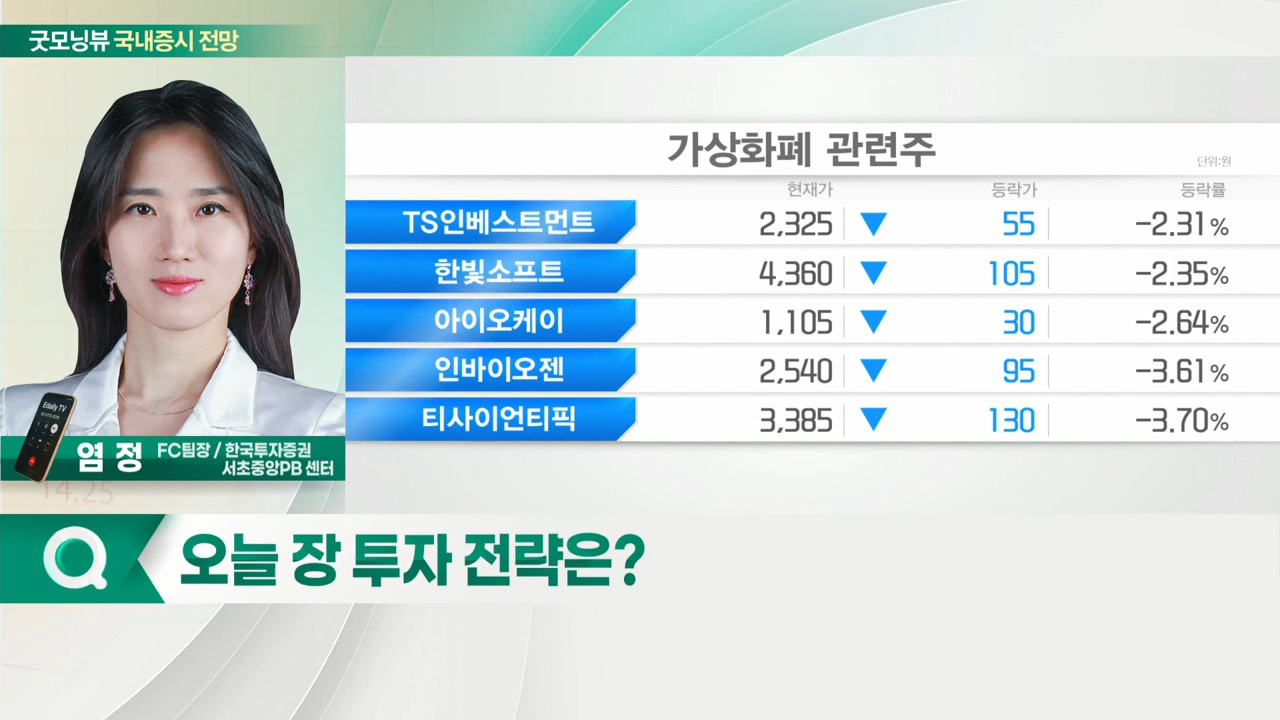 굿모닝뷰 국내증시 전망
가상화폐 관련주
단위:원
현재가 등락가 등락률
TS인베스트먼트 2,325 ▼ 55 -2.31%
한빛소프트 4,360 ▼ 105 -2.35%
아이오케이 1,105 ▼ 30 -2.64%
인바이오젠 2,540 ▼ 95 -3.61%
티사이언티픽 3,385 ▼ 130 -3.70%
Edaily TV
염 정 FC팀장 / 한국투자증권
서초중앙PB 센터
14.25
Q 오늘 장 투자 전략은?